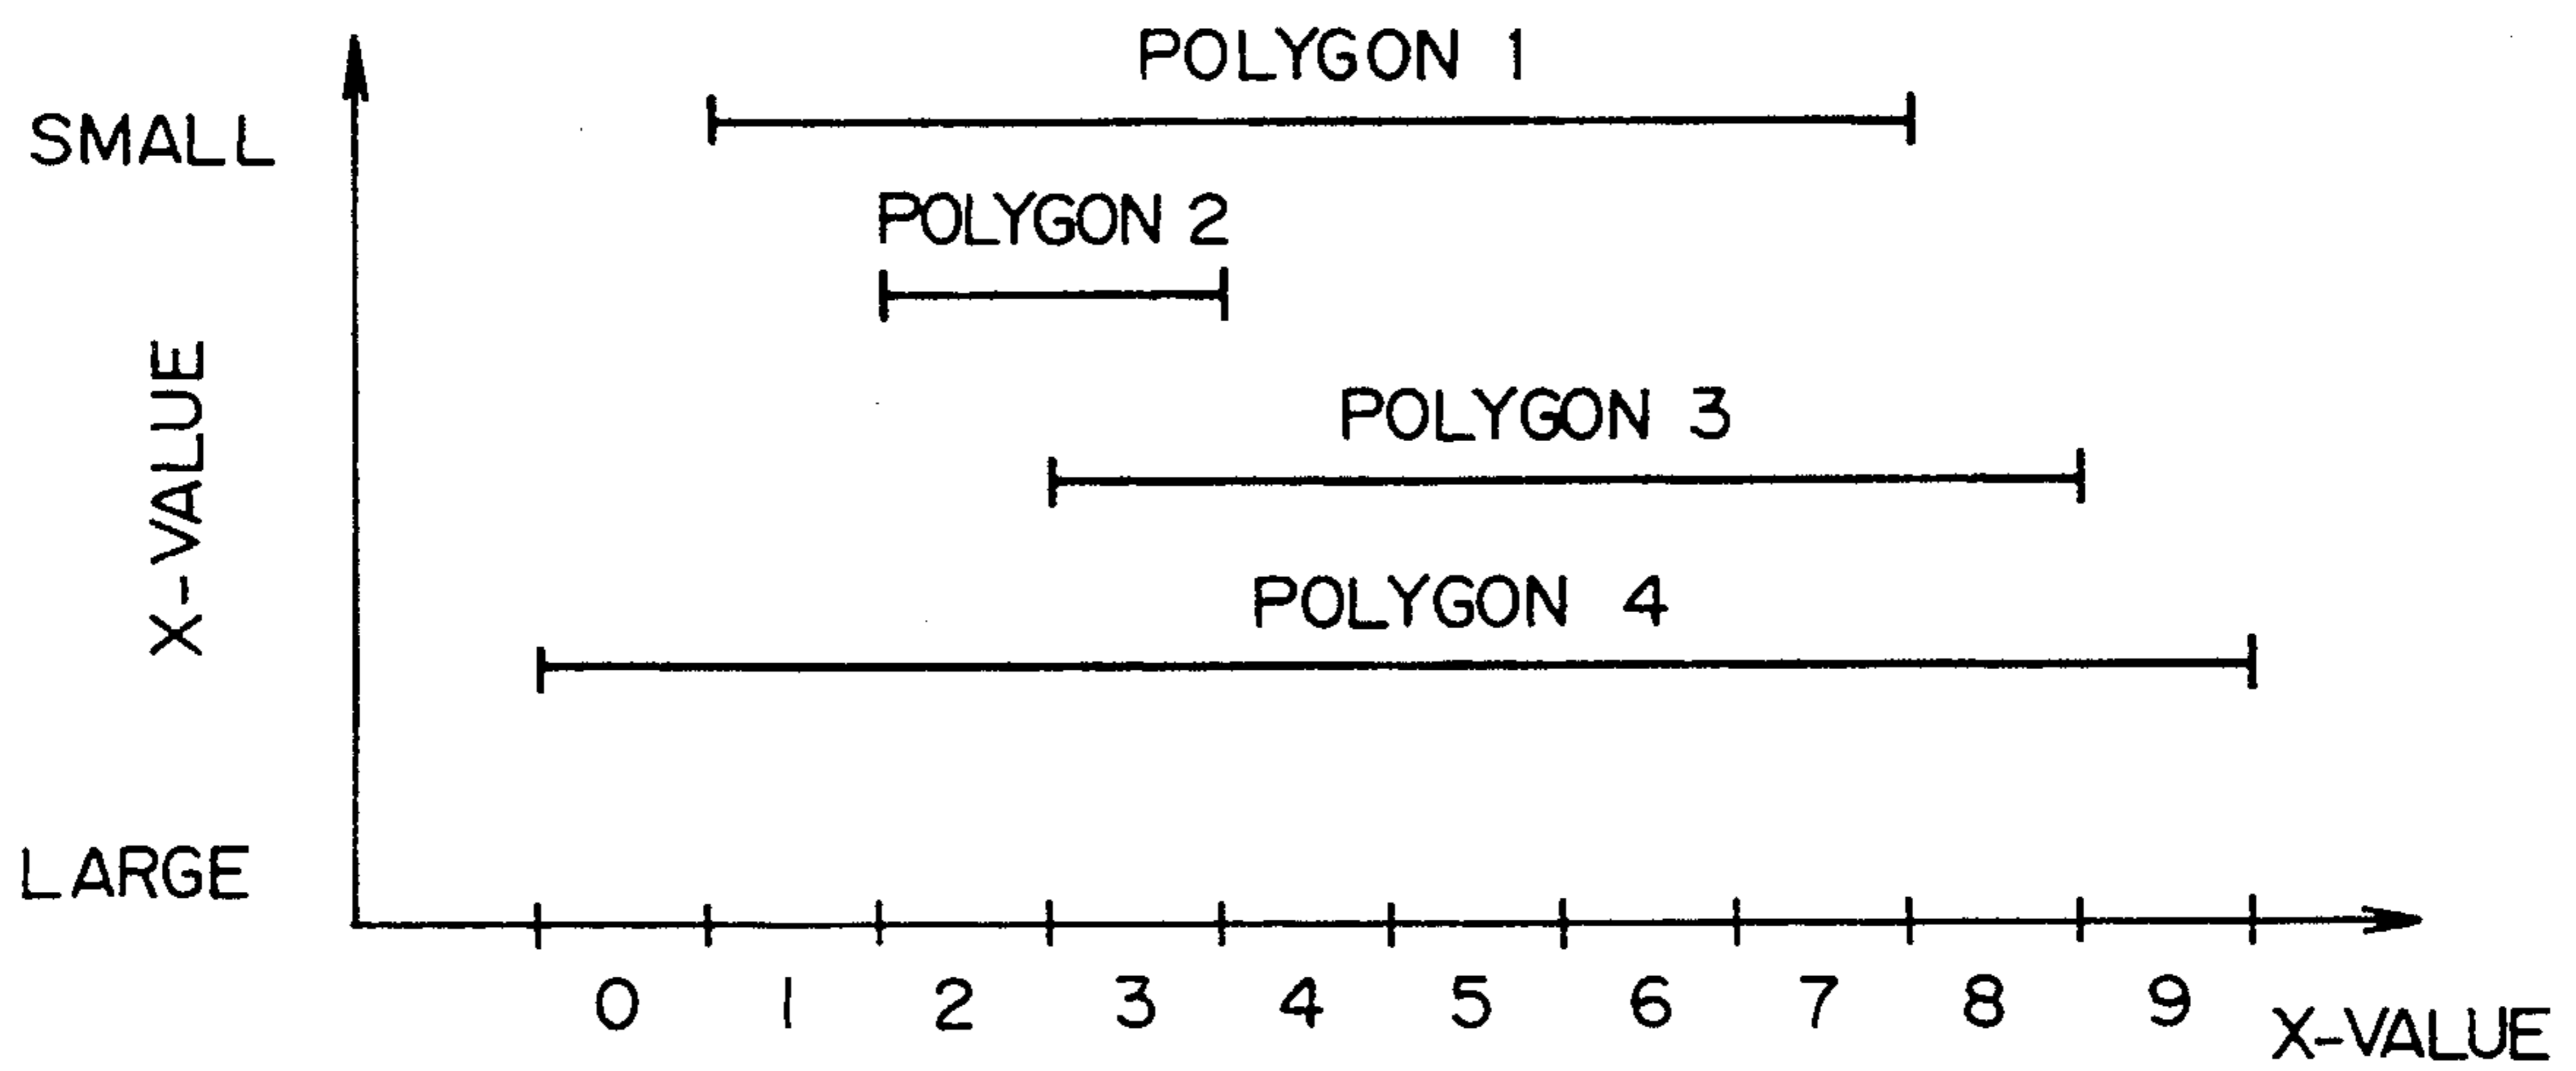 POLYGON 1
SMALL
POLYGON 2
X-VALUE
POLYGON 3
POLYGON 4
LARGE
0 1 2 3 4 5 6 7 8 9
X-VALUE